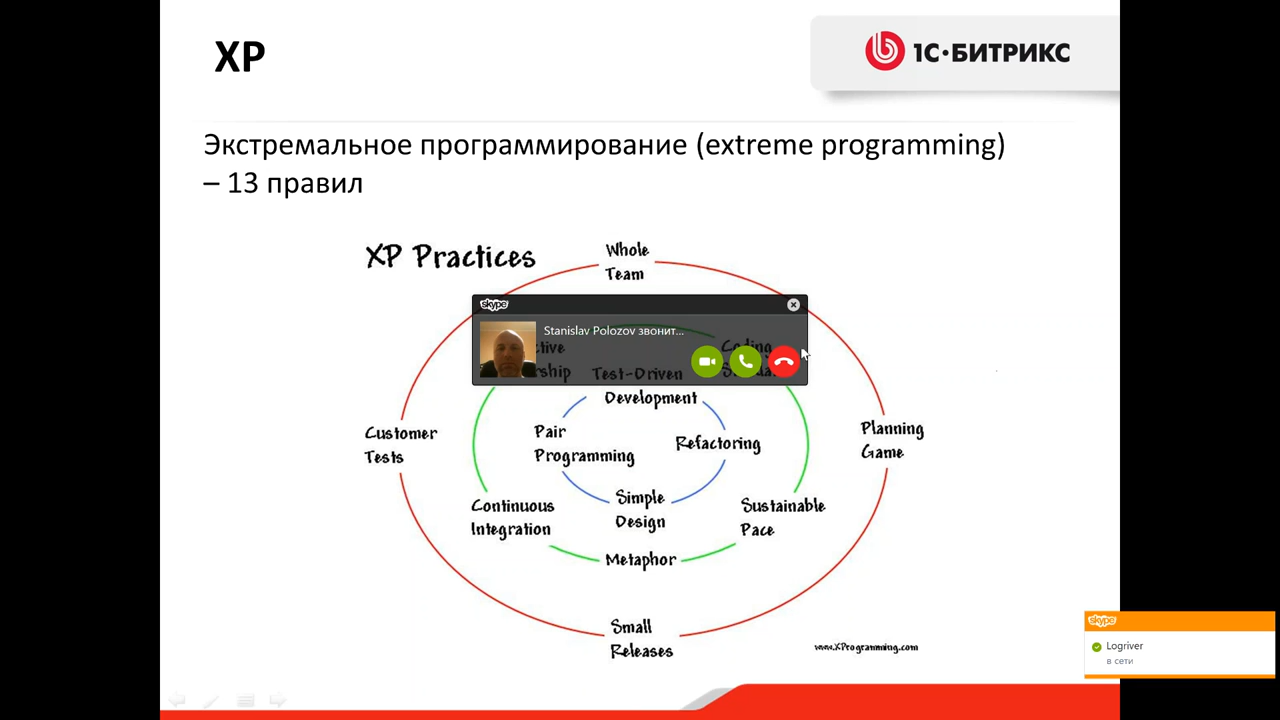 XP
1С•БИТРИКС
Экстремальное программирование (extreme programming)
– 13 правил
XP Practices
Whole
Team
skype
Stanislav Polozov звонит...
Coding
Test-Driven
Development
Pair
Programming
Refactoring
Simple
Design
Customer
Tests
Planning
Game
Continuous
Integration
Sustainable
Pace
Metaphor
Small
Releases
www.XProgramming.com
skype
Logriver
в сети